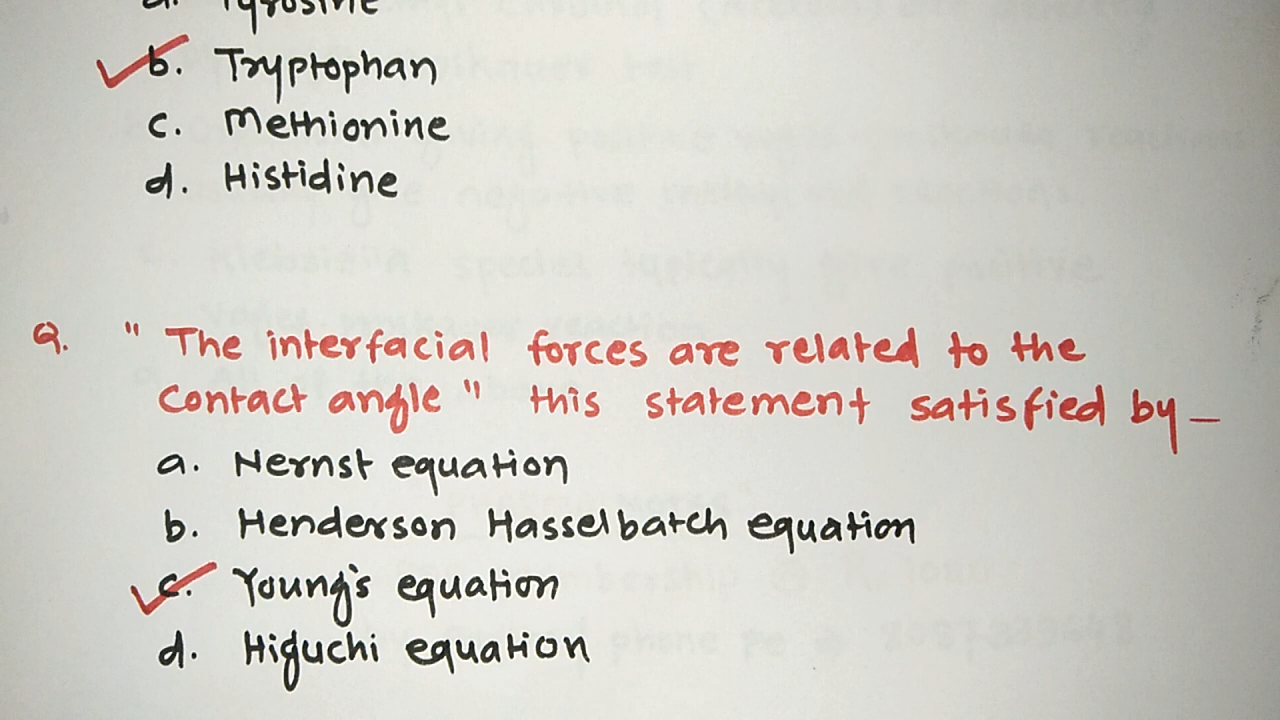 a. Tyrosine
b. Tryptophan
c. Methionine
d. Histidine
Q. " The interfacial forces are related to the
contact angle " this statement satisfied by —
a. Nernst equation
b. Henderson Hasselbatch equation
c. Young's equation
d. Higuchi equation